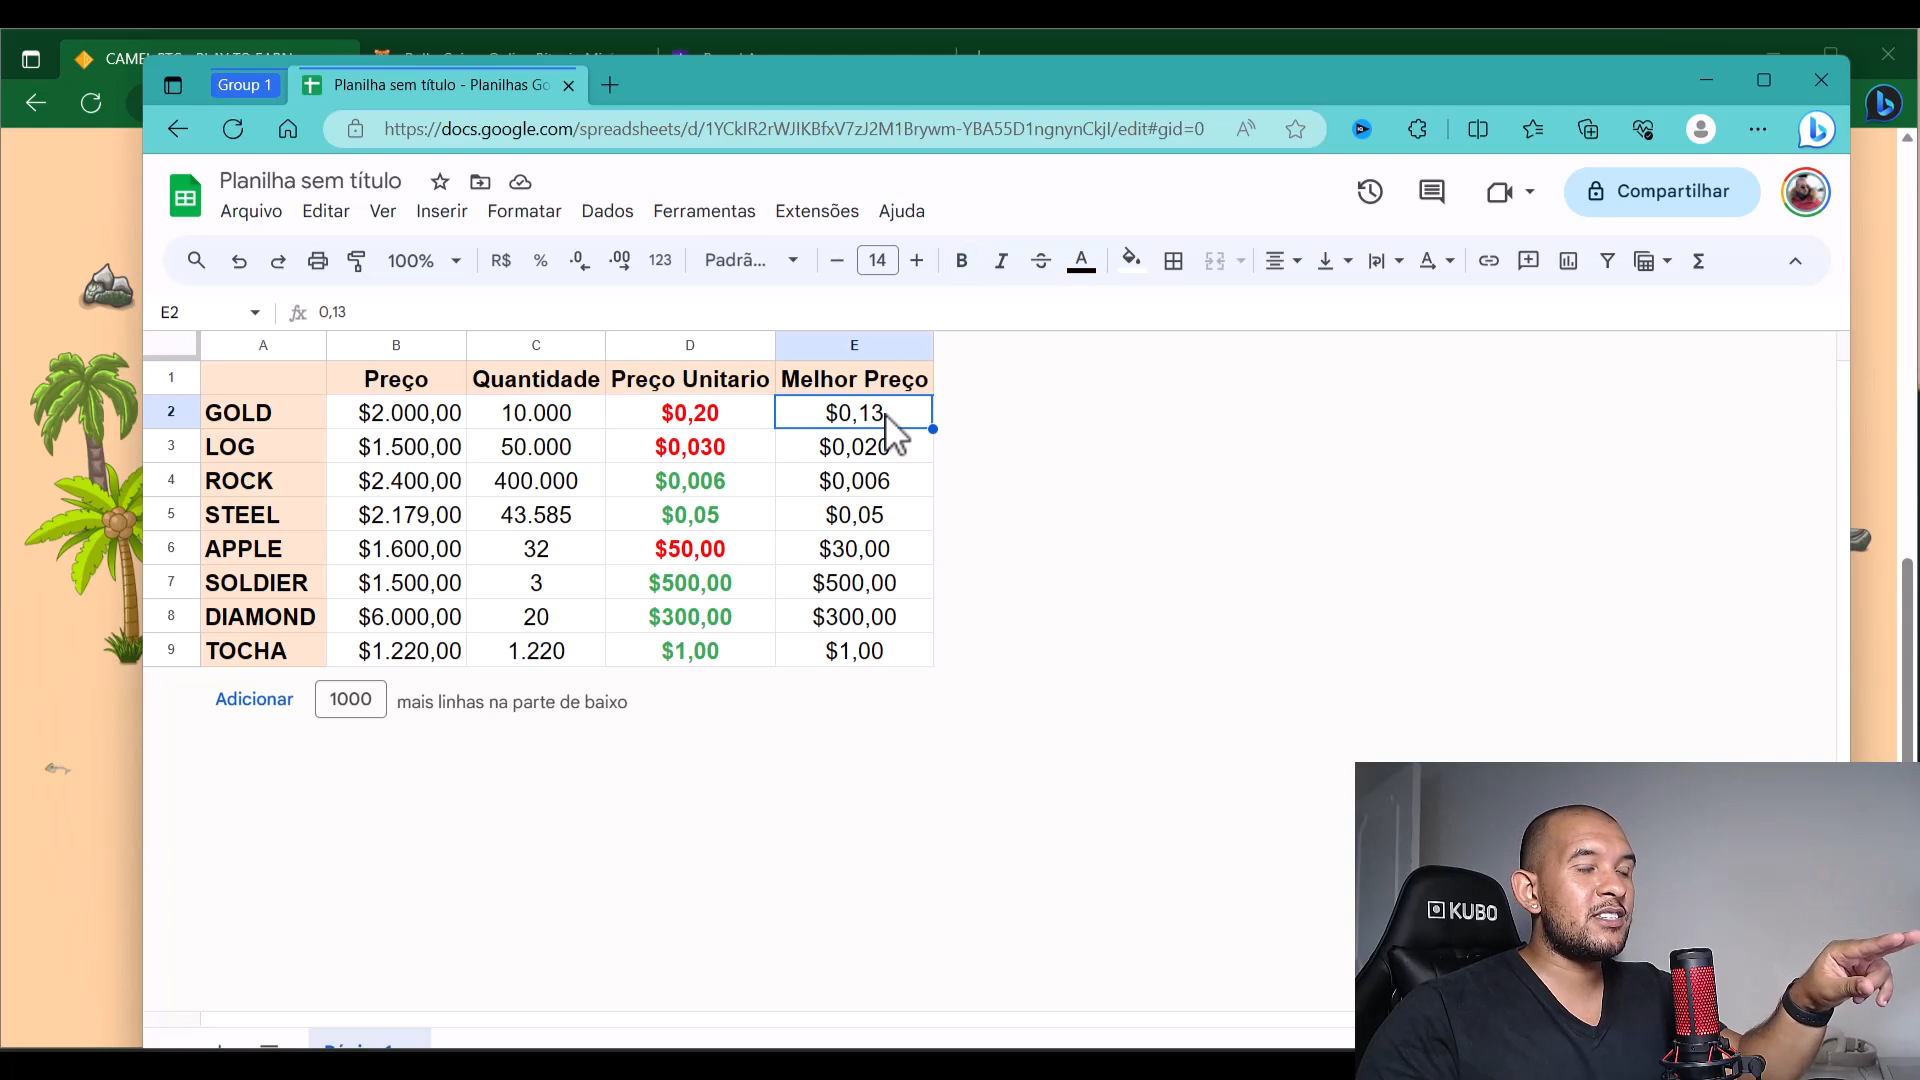 CAMEL BTC - PLAY TO EARN
Group 1
Planilha sem título - Planilhas Go
https://docs.google.com/spreadsheets/d/1YCkIR2rWJIKBfxV7zJ2M1Brywm-YBA55D1ngnynCkjI/edit#gid=0
Planilha sem título
Arquivo Editar Ver Inserir Formatar Dados Ferramentas Extensões Ajuda
Compartilhar
100% R$ % .0 .00 123 Padrã... 14 B I A
E2 fx 0,13
A B C D E
1 Preço Quantidade Preço Unitario Melhor Preço
2 GOLD $2.000,00 10.000 $0,20 $0,13
3 LOG $1.500,00 50.000 $0,030 $0,020
4 ROCK $2.400,00 400.000 $0,006 $0,006
5 STEEL $2.179,00 43.585 $0,05 $0,05
6 APPLE $1.600,00 32 $50,00 $30,00
7 SOLDIER $1.500,00 3 $500,00 $500,00
8 DIAMOND $6.000,00 20 $300,00 $300,00
9 TOCHA $1.220,00 1.220 $1,00 $1,00
Adicionar 1000 mais linhas na parte de baixo
KUBO